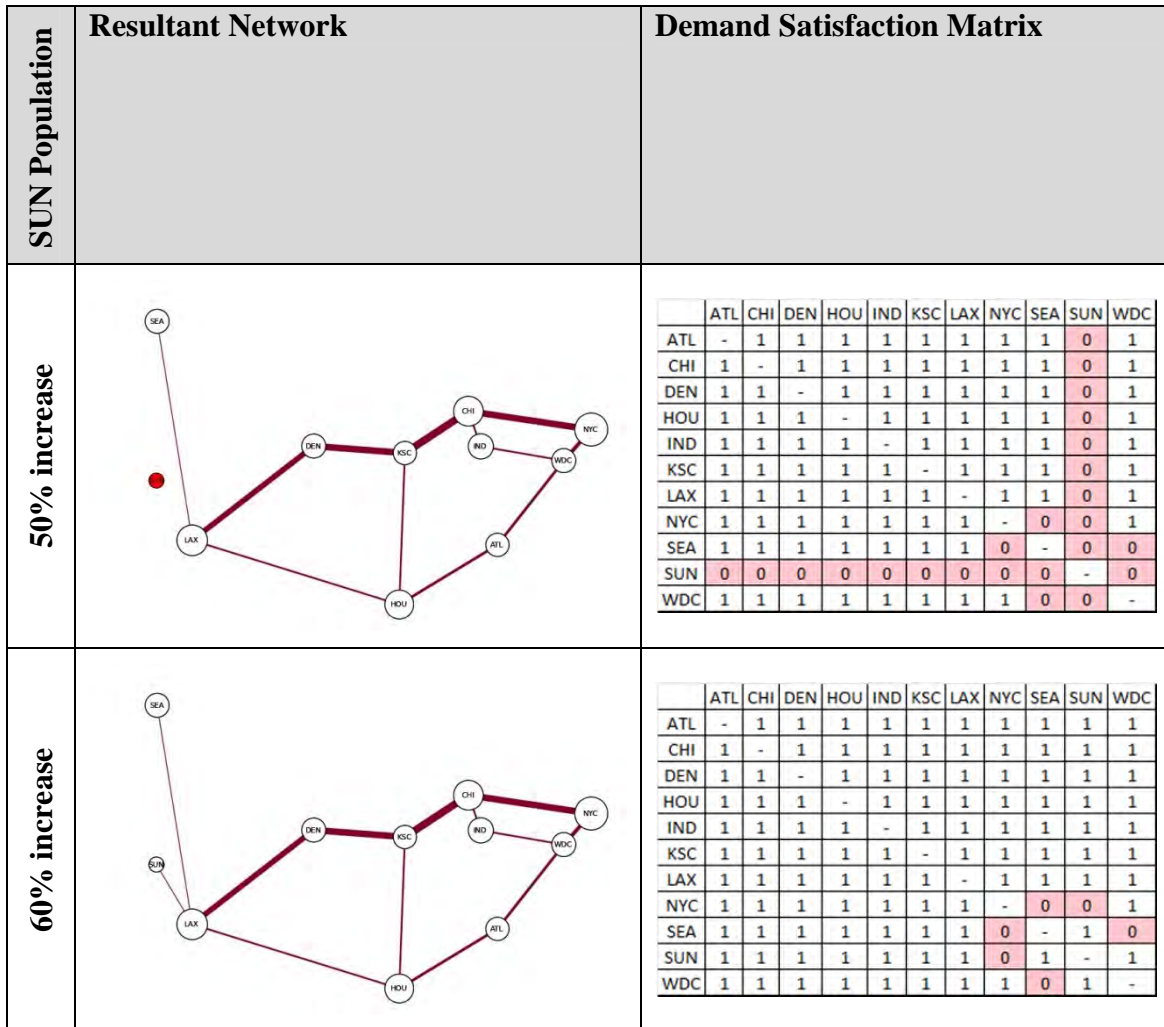 SUN Population
Resultant Network
Demand Satisfaction Matrix
50% increase
SEA
CHI
NYC
DEN
KSC
IND
WDC
LAX
ATL
HOU
ATL CHI DEN HOU IND KSC LAX NYC SEA SUN WDC
ATL - 1 1 1 1 1 1 1 1 0 1
CHI 1 - 1 1 1 1 1 1 1 0 1
DEN 1 1 - 1 1 1 1 1 1 0 1
HOU 1 1 1 - 1 1 1 1 1 0 1
IND 1 1 1 1 - 1 1 1 1 0 1
KSC 1 1 1 1 1 - 1 1 1 0 1
LAX 1 1 1 1 1 1 - 1 1 0 1
NYC 1 1 1 1 1 1 1 - 0 0 1
SEA 1 1 1 1 1 1 1 0 - 0 0
SUN 0 0 0 0 0 0 0 0 0 - 0
WDC 1 1 1 1 1 1 1 1 0 0 -
60% increase
SEA
CHI
NYC
DEN
KSC
IND
WDC
SUN
LAX
ATL
HOU
ATL CHI DEN HOU IND KSC LAX NYC SEA SUN WDC
ATL - 1 1 1 1 1 1 1 1 1 1
CHI 1 - 1 1 1 1 1 1 1 1 1
DEN 1 1 - 1 1 1 1 1 1 1 1
HOU 1 1 1 - 1 1 1 1 1 1 1
IND 1 1 1 1 - 1 1 1 1 1 1
KSC 1 1 1 1 1 - 1 1 1 1 1
LAX 1 1 1 1 1 1 - 1 1 1 1
NYC 1 1 1 1 1 1 1 - 0 0 1
SEA 1 1 1 1 1 1 1 0 - 1 0
SUN 1 1 1 1 1 1 1 0 1 - 1
WDC 1 1 1 1 1 1 1 1 0 1 -